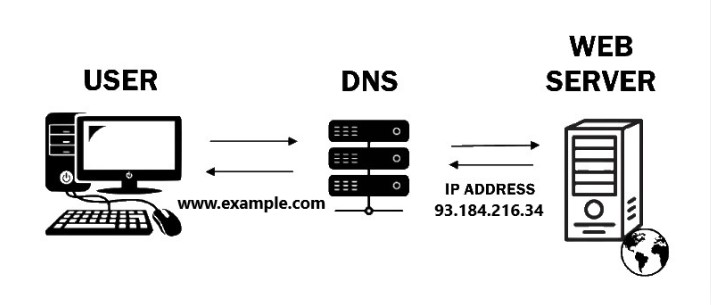 USER
DNS
WEB
SERVER
www.example.com
IP ADDRESS
93.184.216.34